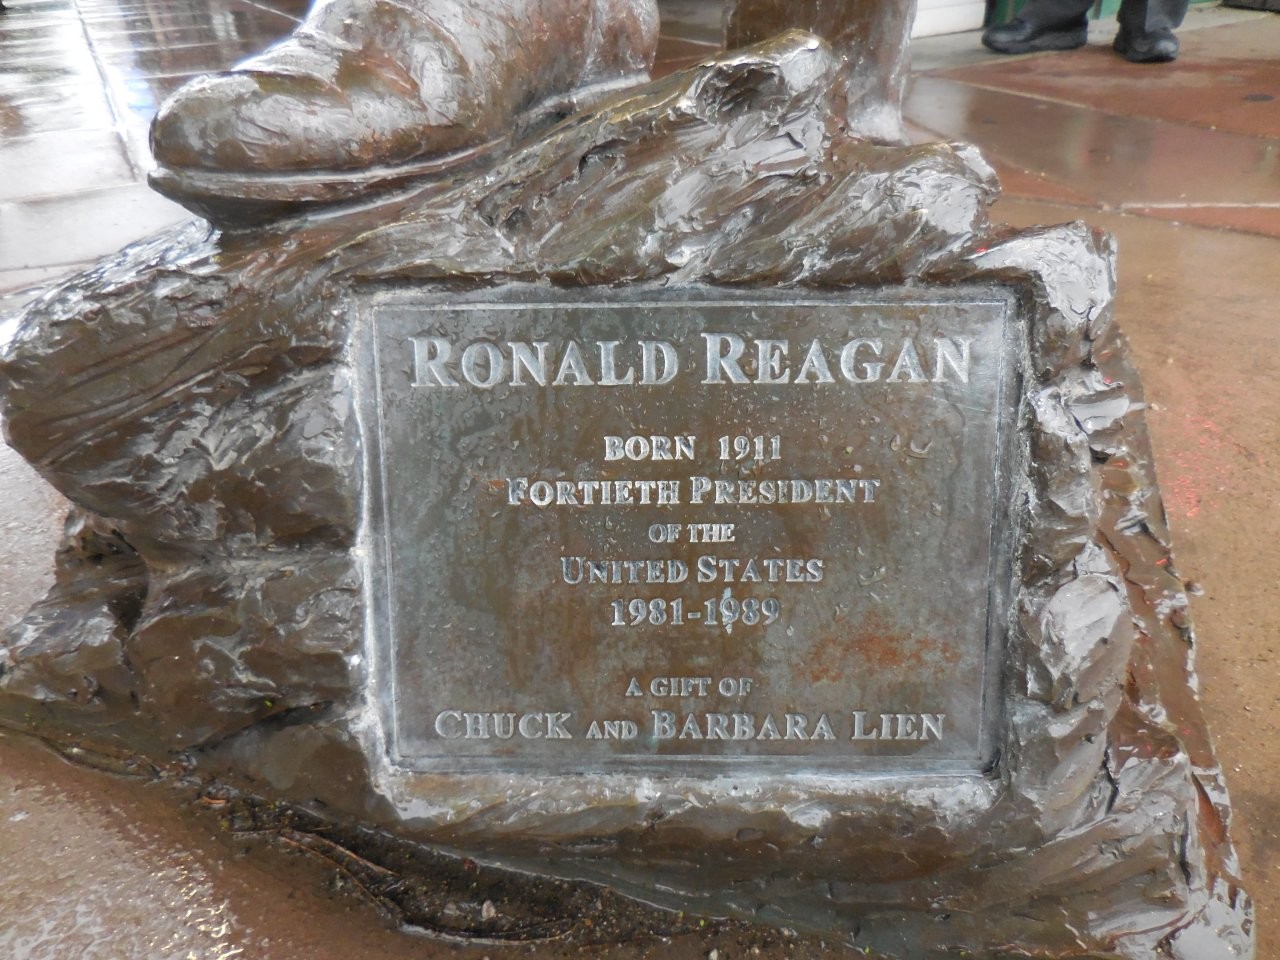 RONALD REAGAN
BORN 1911
FORTIETH PRESIDENT
OF THE
UNITED STATES
1981-1989
A GIFT OF
CHUCK AND BARBARA LIEN